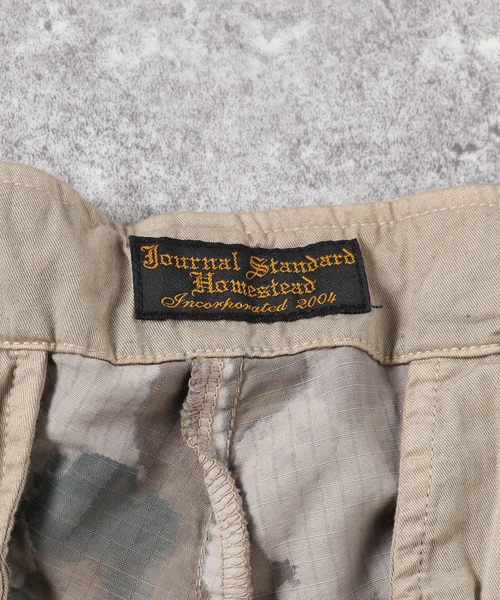 Journal Standard
Homestead
Incorporated 2004